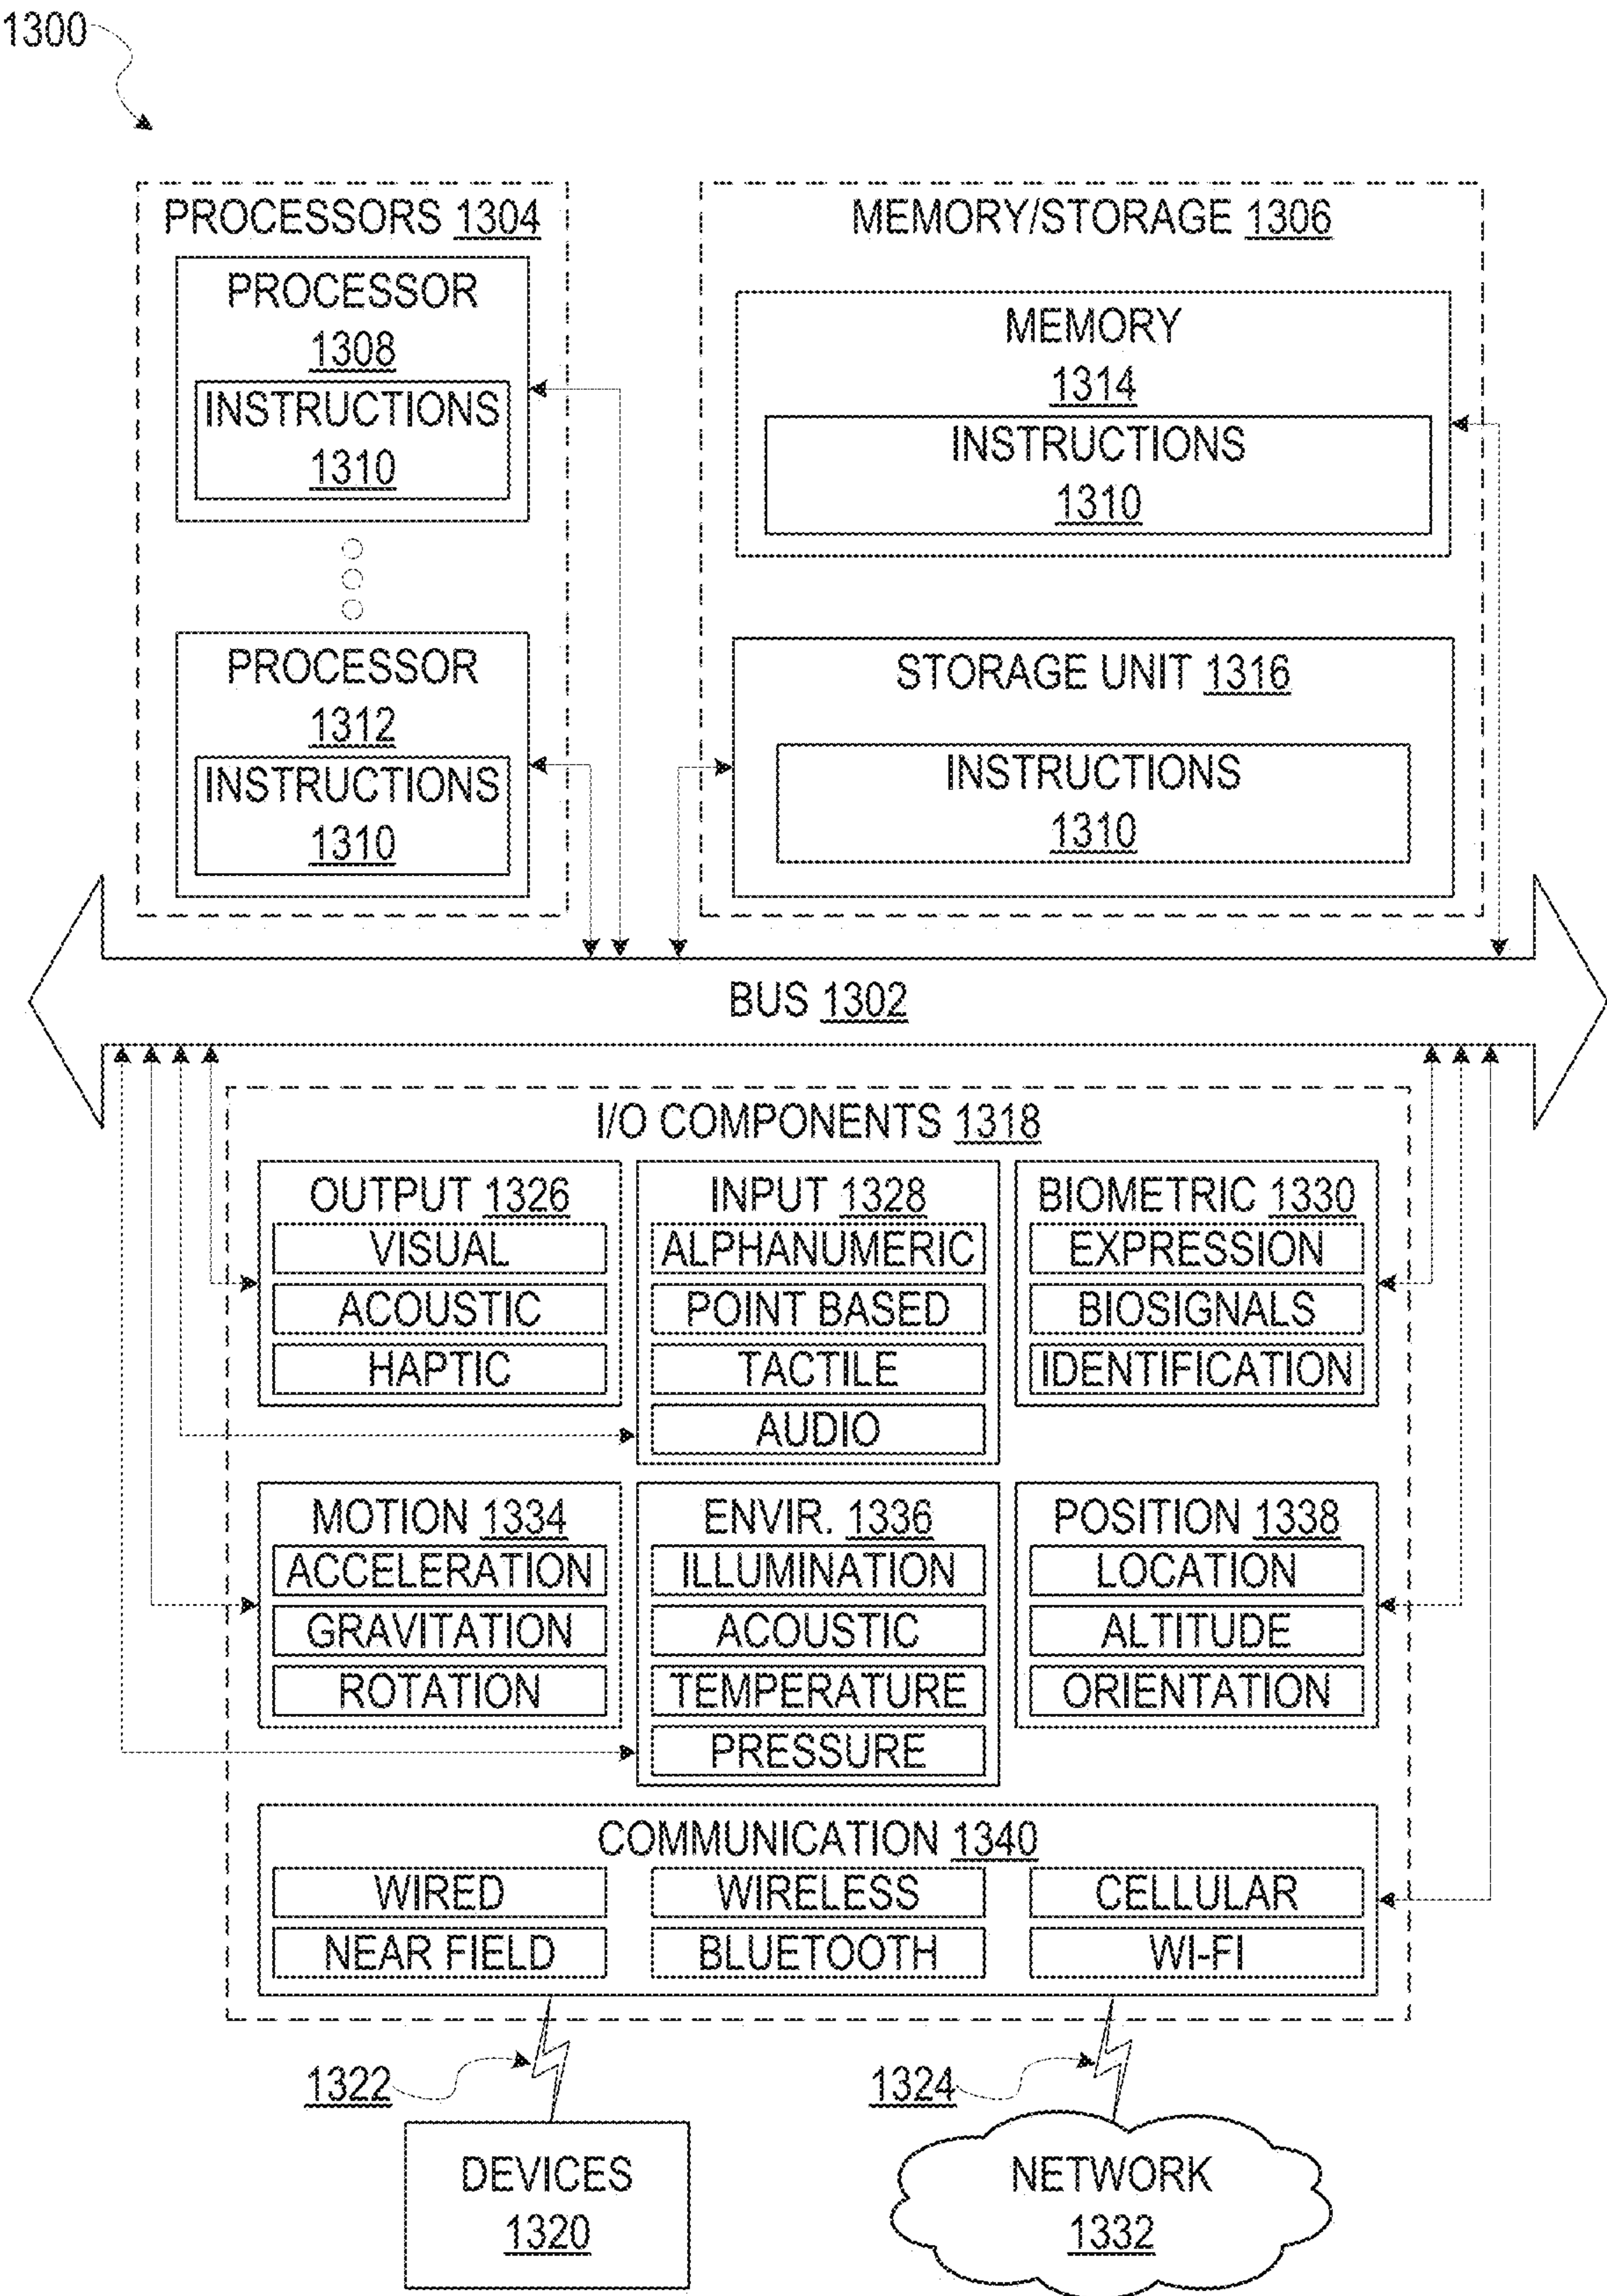 1300
PROCESSORS 1304
PROCESSOR
1308
INSTRUCTIONS
1310
PROCESSOR
1312
INSTRUCTIONS
1310
MEMORY/STORAGE 1306
MEMORY
1314
INSTRUCTIONS
1310
STORAGE UNIT 1316
INSTRUCTIONS
1310
BUS 1302
I/O COMPONENTS 1318
OUTPUT 1326
VISUAL
ACOUSTIC
HAPTIC
INPUT 1328
ALPHANUMERIC
POINT BASED
TACTILE
AUDIO
BIOMETRIC 1330
EXPRESSION
BIOSIGNALS
IDENTIFICATION
MOTION 1334
ACCELERATION
GRAVITATION
ROTATION
ENVIR. 1336
ILLUMINATION
ACOUSTIC
TEMPERATURE
PRESSURE
POSITION 1338
LOCATION
ALTITUDE
ORIENTATION
COMMUNICATION 1340
WIRED
WIRELESS
CELLULAR
NEAR FIELD
BLUETOOTH
WI-FI
1322
1324
DEVICES
1320
NETWORK
1332